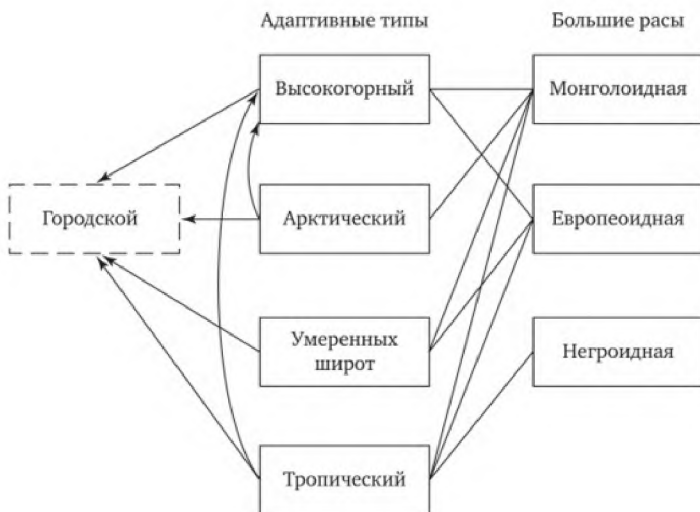 Адаптивные типы
Большие расы
Высокогорный
Монголоидная
Городской
Арктический
Европеоидная
Умеренных
широт
Негроидная
Тропический